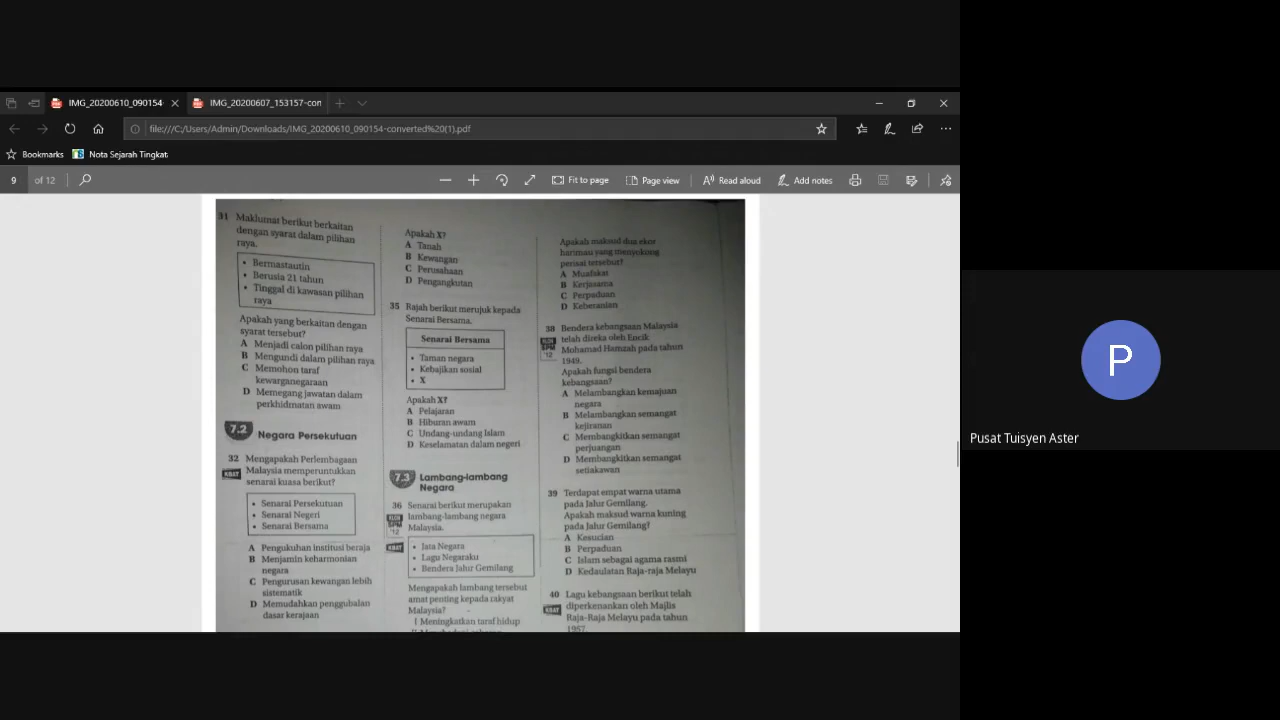 IMG_20200610_090154-
IMG_20200607_153157-con
file:///C:/Users/Admin/Downloads/IMG_20200610_090154-converted%20(1).pdf
Bookmarks
Nota Sejarah Tingkat
9 of 12
Fit to page
Page view
Read aloud
Add notes
31 Maklumat berikut berkaitan
dengan syarat dalam pilihan
raya.
• Bermastautin
• Berusia 21 tahun
• Tinggal di kawasan pilihan
raya
Apakah yang berkaitan dengan
syarat tersebut?
A Menjadi calon pilihan raya
B Mengundi dalam pilihan raya
C Memohon taraf
kewarganegaraan
D Memegang jawatan dalam
perkhidmatan awam
7.2 Negara Persekutuan
32 Mengapakah Perlembagaan
KBAT Malaysia memperuntukkan
senarai kuasa berikut?
• Senarai Persekutuan
• Senarai Negeri
• Senarai Bersama
A Pengukuhan institusi beraja
B Menjamin keharmonian
negara
C Pengurusan kewangan lebih
sistematik
D Memudahkan penggubalan
dasar kerajaan
Apakah X?
A Tanah
B Kewangan
C Perusahaan
D Pengangkutan
35 Rajah berikut merujuk kepada
Senarai Bersama.
Senarai Bersama
• Taman negara
• Kebajikan sosial
• X
Apakah X?
A Pelajaran
B Hiburan awam
C Undang-undang Islam
D Keselamatan dalam negeri
7.3 Lambang-lambang
Negara
36 Senarai berikut merupakan
lambang-lambang negara
Malaysia.
'12
KBAT
• Jata Negara
• Lagu Negaraku
• Bendera Jalur Gemilang
Mengapakah lambang tersebut
amat penting kepada rakyat
Malaysia?
I Meningkatkan taraf hidup
Apakah maksud dua ekor
harimau yang menyokong
perisai tersebut?
A Muafakat
B Kerjasama
C Perpaduan
D Keberanian
38 Bendera kebangsaan Malaysia
telah direka oleh Encik
Mohamad Hamzah pada tahun
'12 1949.
Apakah fungsi bendera
kebangsaan?
A Melambangkan kemajuan
negara
B Melambangkan semangat
kejiranan
C Membangkitkan semangat
perjuangan
D Membangkitkan semangat
setiakawan
39 Terdapat empat warna utama
pada Jalur Gemilang.
Apakah maksud warna kuning
pada Jalur Gemilang?
A Kesucian
B Perpaduan
C Islam sebagai agama rasmi
D Kedaulatan Raja-raja Melayu
40 Lagu kebangsaan berikut telah
KBAT diperkenankan oleh Majlis
Raja-Raja Melayu pada tahun
1957.
P
Pusat Tuisyen Aster